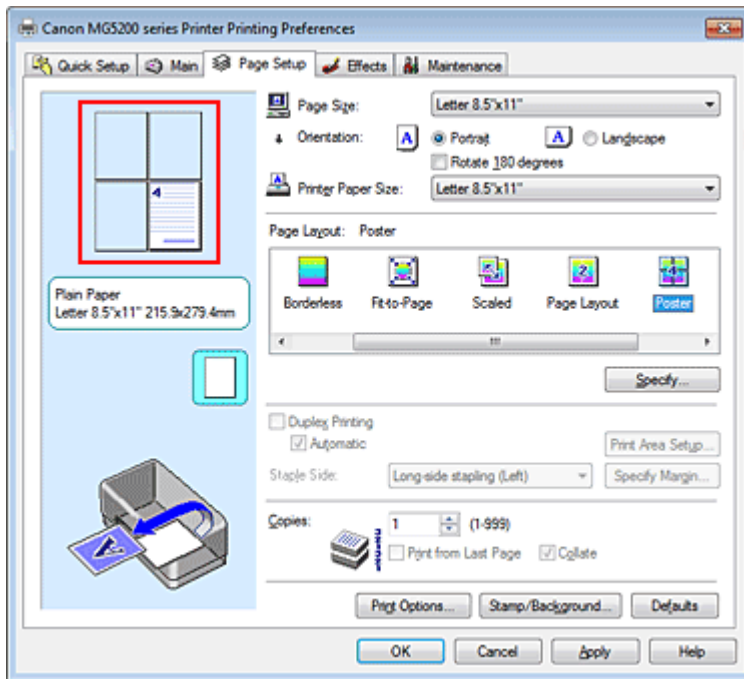 Canon MG5200 series Printer Printing Preferences
Quick Setup Main Page Setup Effects Maintenance
Page Size: Letter 8.5"x11"
Orientation: A Portrait A Landscape
Rotate 180 degrees
Printer Paper Size: Letter 8.5"x11"
Page Layout: Poster
Borderless Fit-to-Page Scaled Page Layout Poster
Plain Paper
Letter 8.5"x11" 215.9x279.4mm
Specify...
Duplex Printing
Automatic Print Area Setup...
Staple Side: Long-side stapling (Left) Specify Margin...
Copies: 1 (1-999)
Print from Last Page Collate
Print Options... Stamp/Background... Defaults
OK Cancel Apply Help